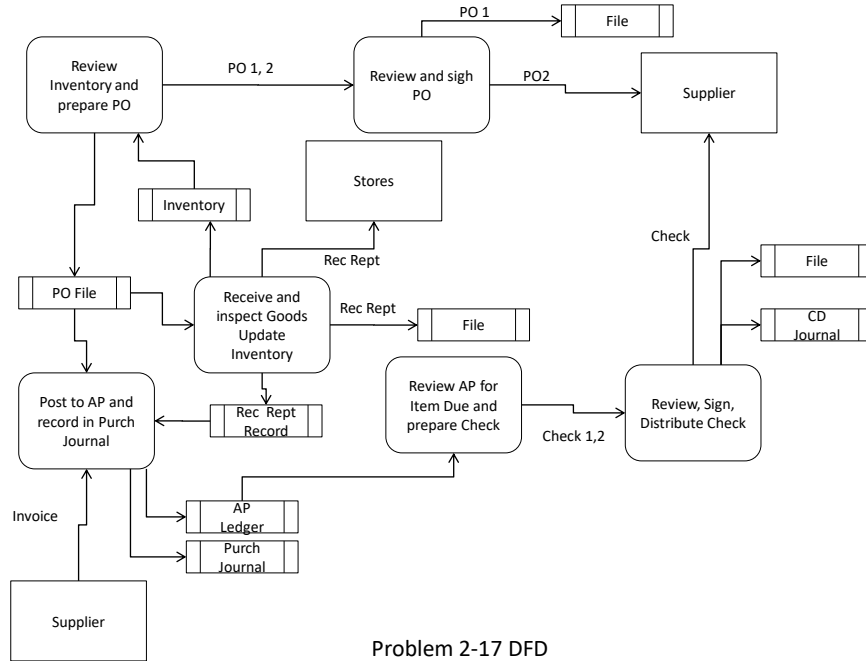 PO 1
File
Review
Inventory and
prepare PO
PO 1, 2
Review and sigh
PO
PO2
Supplier
Stores
Inventory
Check
Rec Rept
File
PO File
Receive and
inspect Goods
Update
Inventory
Rec Rept
File
CD
Journal
Post to AP and
record in Purch
Journal
Rec Rept
Record
Review AP for
Item Due and
prepare Check
Check 1,2
Review, Sign,
Distribute Check
Invoice
AP
Ledger
Purch
Journal
Supplier
Problem 2-17 DFD